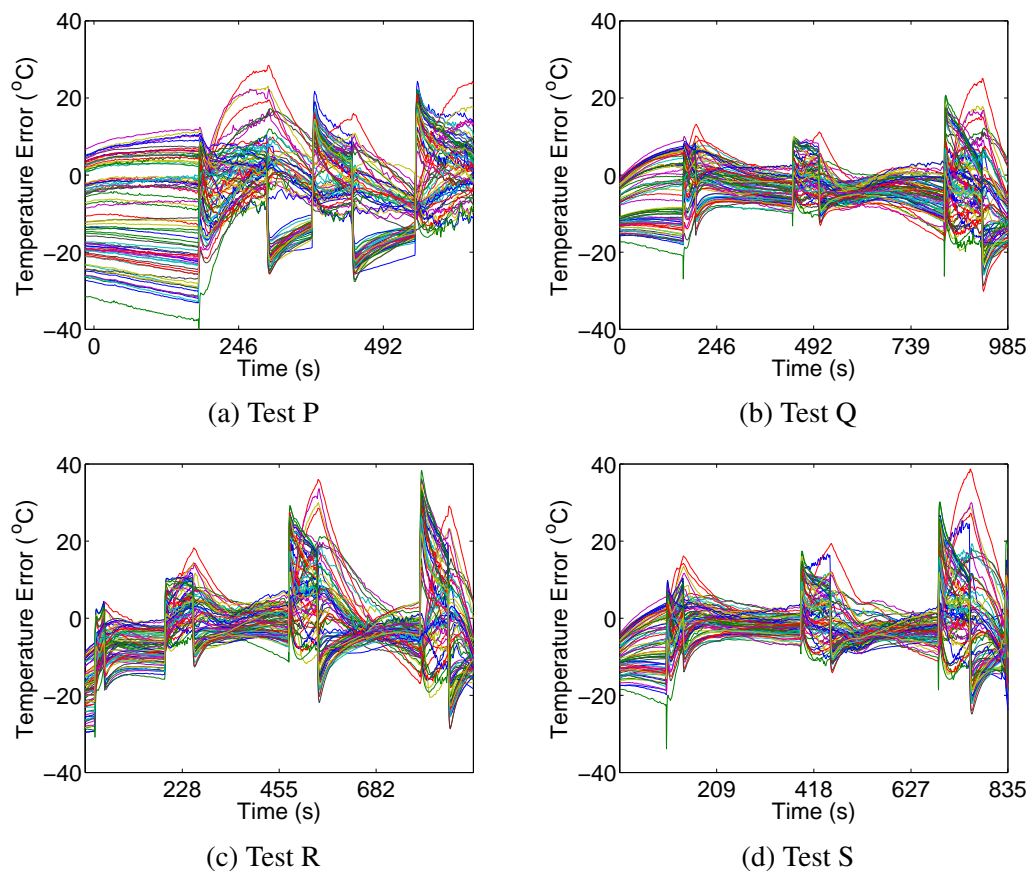 40
20
0
−20
−40
Temperature Error ( °C)
0 246 492
Time (s)
(a) Test P
40
20
0
−20
−40
Temperature Error ( °C)
0 246 492 739 985
Time (s)
(b) Test Q
40
20
0
−20
−40
Temperature Error ( °C)
228 455 682
Time (s)
(c) Test R
40
20
0
−20
−40
Temperature Error ( °C)
209 418 627 835
Time (s)
(d) Test S